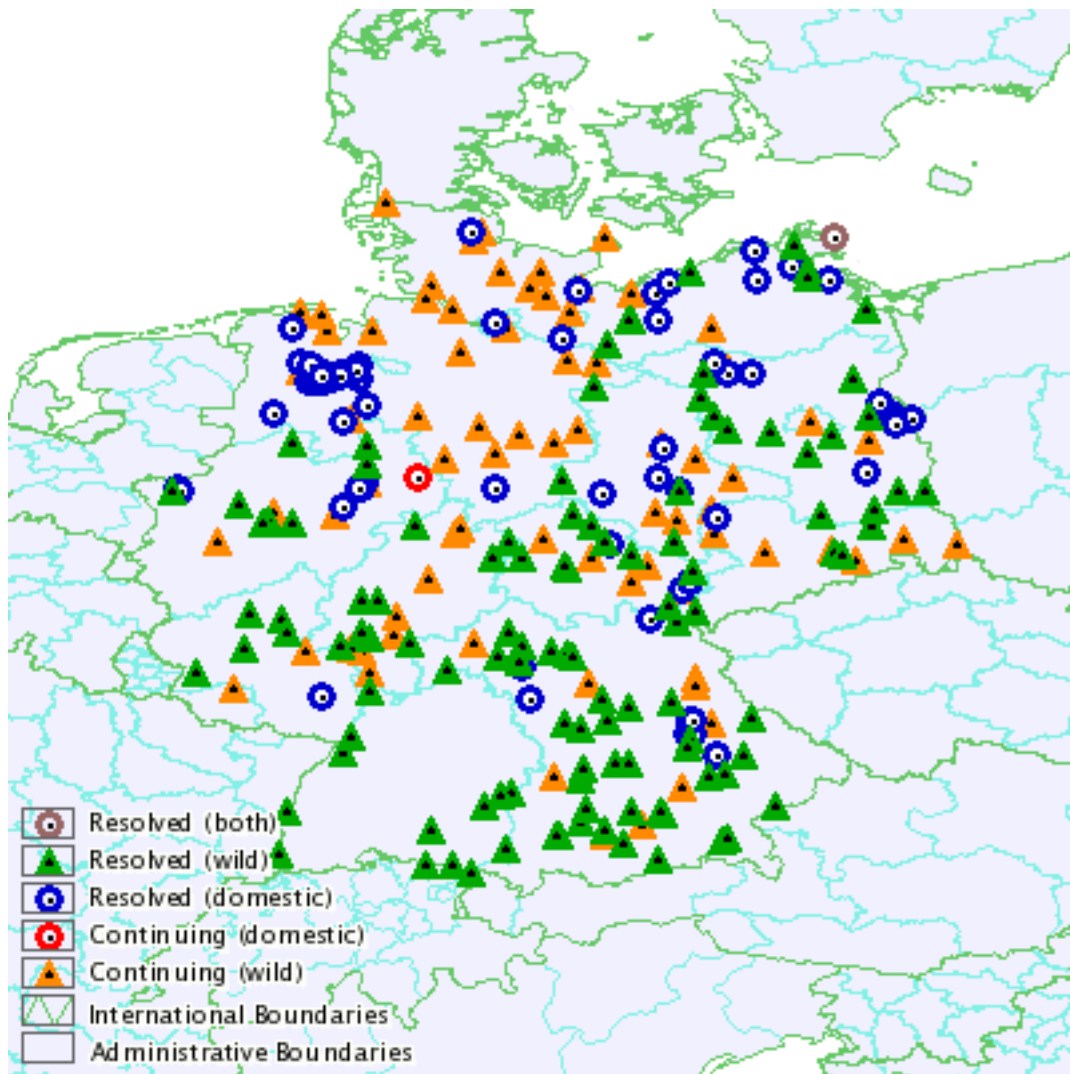 Resolved (both)
Resolved (wild)
Resolved (domestic)
Continuing (domestic)
Continuing (wild)
International Boundaries
Administrative Boundaries